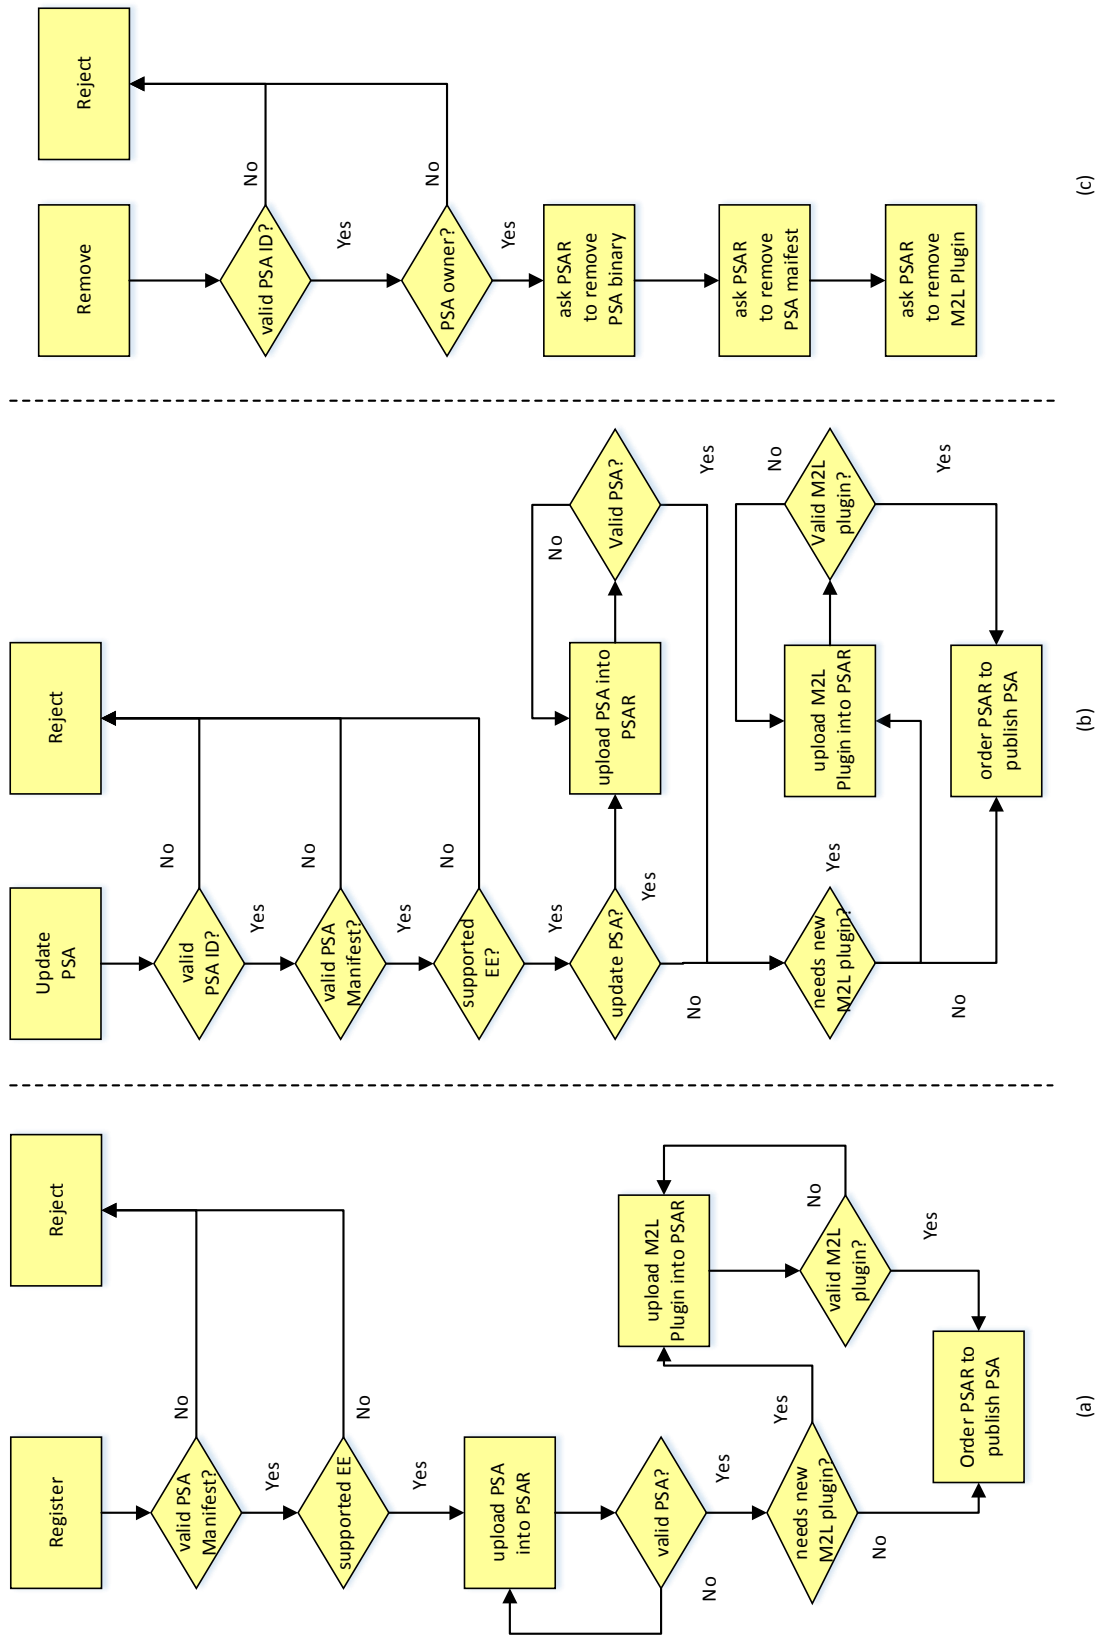 Register
Reject
valid PSA
Manifest?
No
Yes
supported EE
No
Yes
upload PSA
into PSAR
valid PSA?
No
Yes
needs new
M2L plugin?
Yes
No
upload M2L
Plugin into PSAR
valid M2L
plugin?
No
Yes
Order PSAR to
publish PSA
(a)
Update
PSA
Reject
valid
PSA ID?
No
Yes
valid PSA
Manifest?
No
Yes
supported
EE?
No
Yes
update PSA?
Yes
No
upload PSA into
PSAR
Valid PSA?
No
Yes
needs new
M2L plugin?
Yes
No
upload M2L
Plugin into PSAR
Valid M2L
plugin?
No
Yes
order PSAR to
publish PSA
(b)
Remove
Reject
valid PSA ID?
No
Yes
PSA owner?
No
Yes
ask PSAR
to remove
PSA binary
ask PSAR
to remove
PSA maifest
ask PSAR
to remove
M2L Plugin
(c)